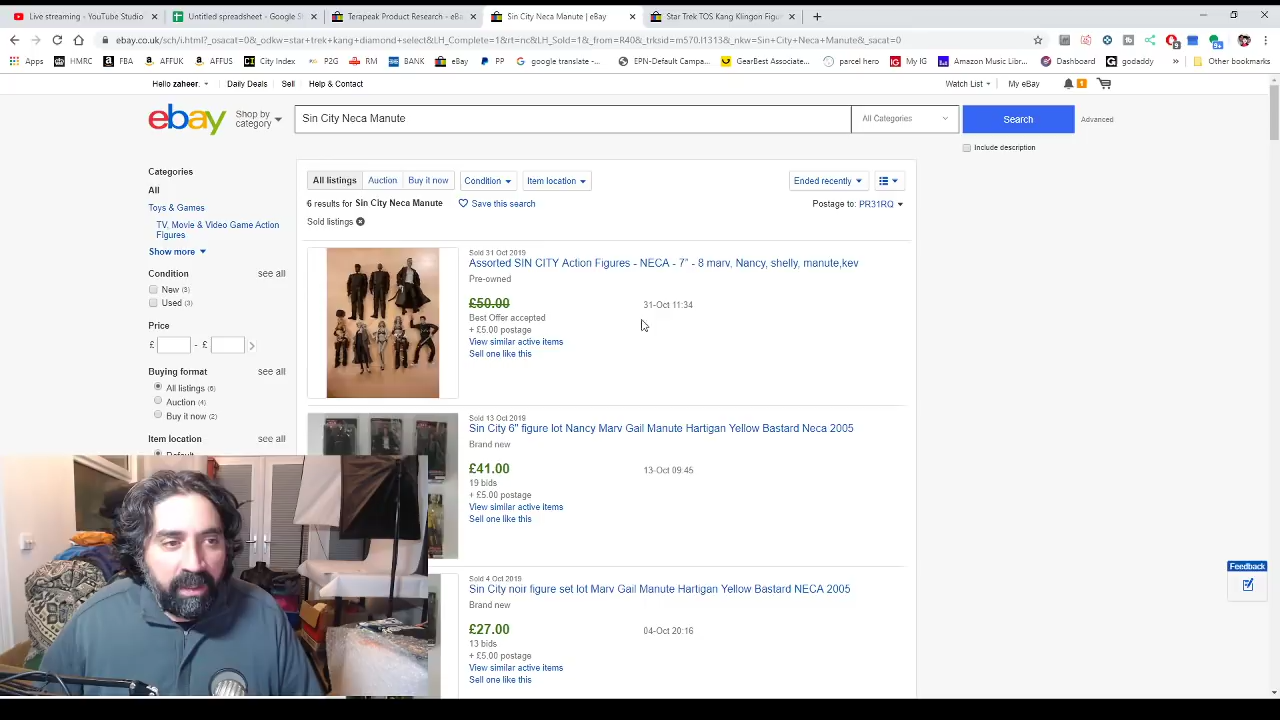 Live streaming - YouTube Studio
Untitled spreadsheet - Google S
Terapeak Product Research - eBa
Sin City Neca Manute | eBay
Star Trek TOS Kang Klingon Figu
ebay.co.uk/sch/i.html?_osacat=0&_odkw=star+trek+kang+diamond+select&LH_Complete=1&rt=nc&LH_Sold=1&_from=R40&_trksid=m570.l1313&_nkw=Sin+City+Neca+Manute&_sacat=0
Apps HMRC FBA AFFUK AFFUS City Index P2G RM BANK eBay PP google translate -... EPN-Default Campa... GearBest Associate... parcel hero My IG Amazon Music Libr... Dashboard godaddy » Other bookmarks
Hello zaheer. Daily Deals Sell Help & Contact Watch List My eBay 1
ebay Shop by category Sin City Neca Manute All Categories Search Advanced
Include description
Categories
All
Toys & Games
TV, Movie & Video Game Action
Figures
Show more
Condition see all
New (3)
Used (3)
Price
£ - £
Buying format see all
All listings (6)
Auction (4)
Buy it now (2)
Item location see all
Default
All listings Auction Buy it now Condition Item location Ended recently
6 results for Sin City Neca Manute Save this search Postage to: PR31RQ
Sold listings
Sold 31 Oct 2019
Assorted SIN CITY Action Figures - NECA - 7" - 8 marv, Nancy, shelly, manute,kev
Pre-owned
£50.00 31-Oct 11:34
Best Offer accepted
+ £5.00 postage
View similar active items
Sell one like this
Sold 13 Oct 2019
Sin City 6" figure lot Nancy Marv Gail Manute Hartigan Yellow Bastard Neca 2005
Brand new
£41.00 13-Oct 09:45
19 bids
+ £5.00 postage
View similar active items
Sell one like this
Sold 4 Oct 2019
Sin City noir figure set lot Marv Gail Manute Hartigan Yellow Bastard NECA 2005
Brand new
£27.00 04-Oct 20:16
13 bids
+ £5.00 postage
View similar active items
Sell one like this
Feedback